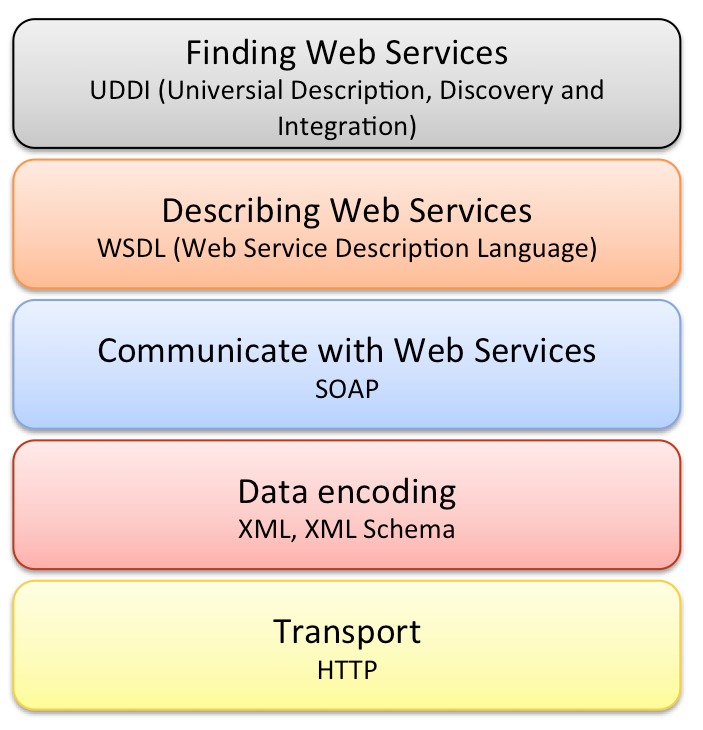 Finding Web Services
UDDI (Universial Description, Discovery and
Integration)
Describing Web Services
WSDL (Web Service Description Language)
Communicate with Web Services
SOAP
Data encoding
XML, XML Schema
Transport
HTTP